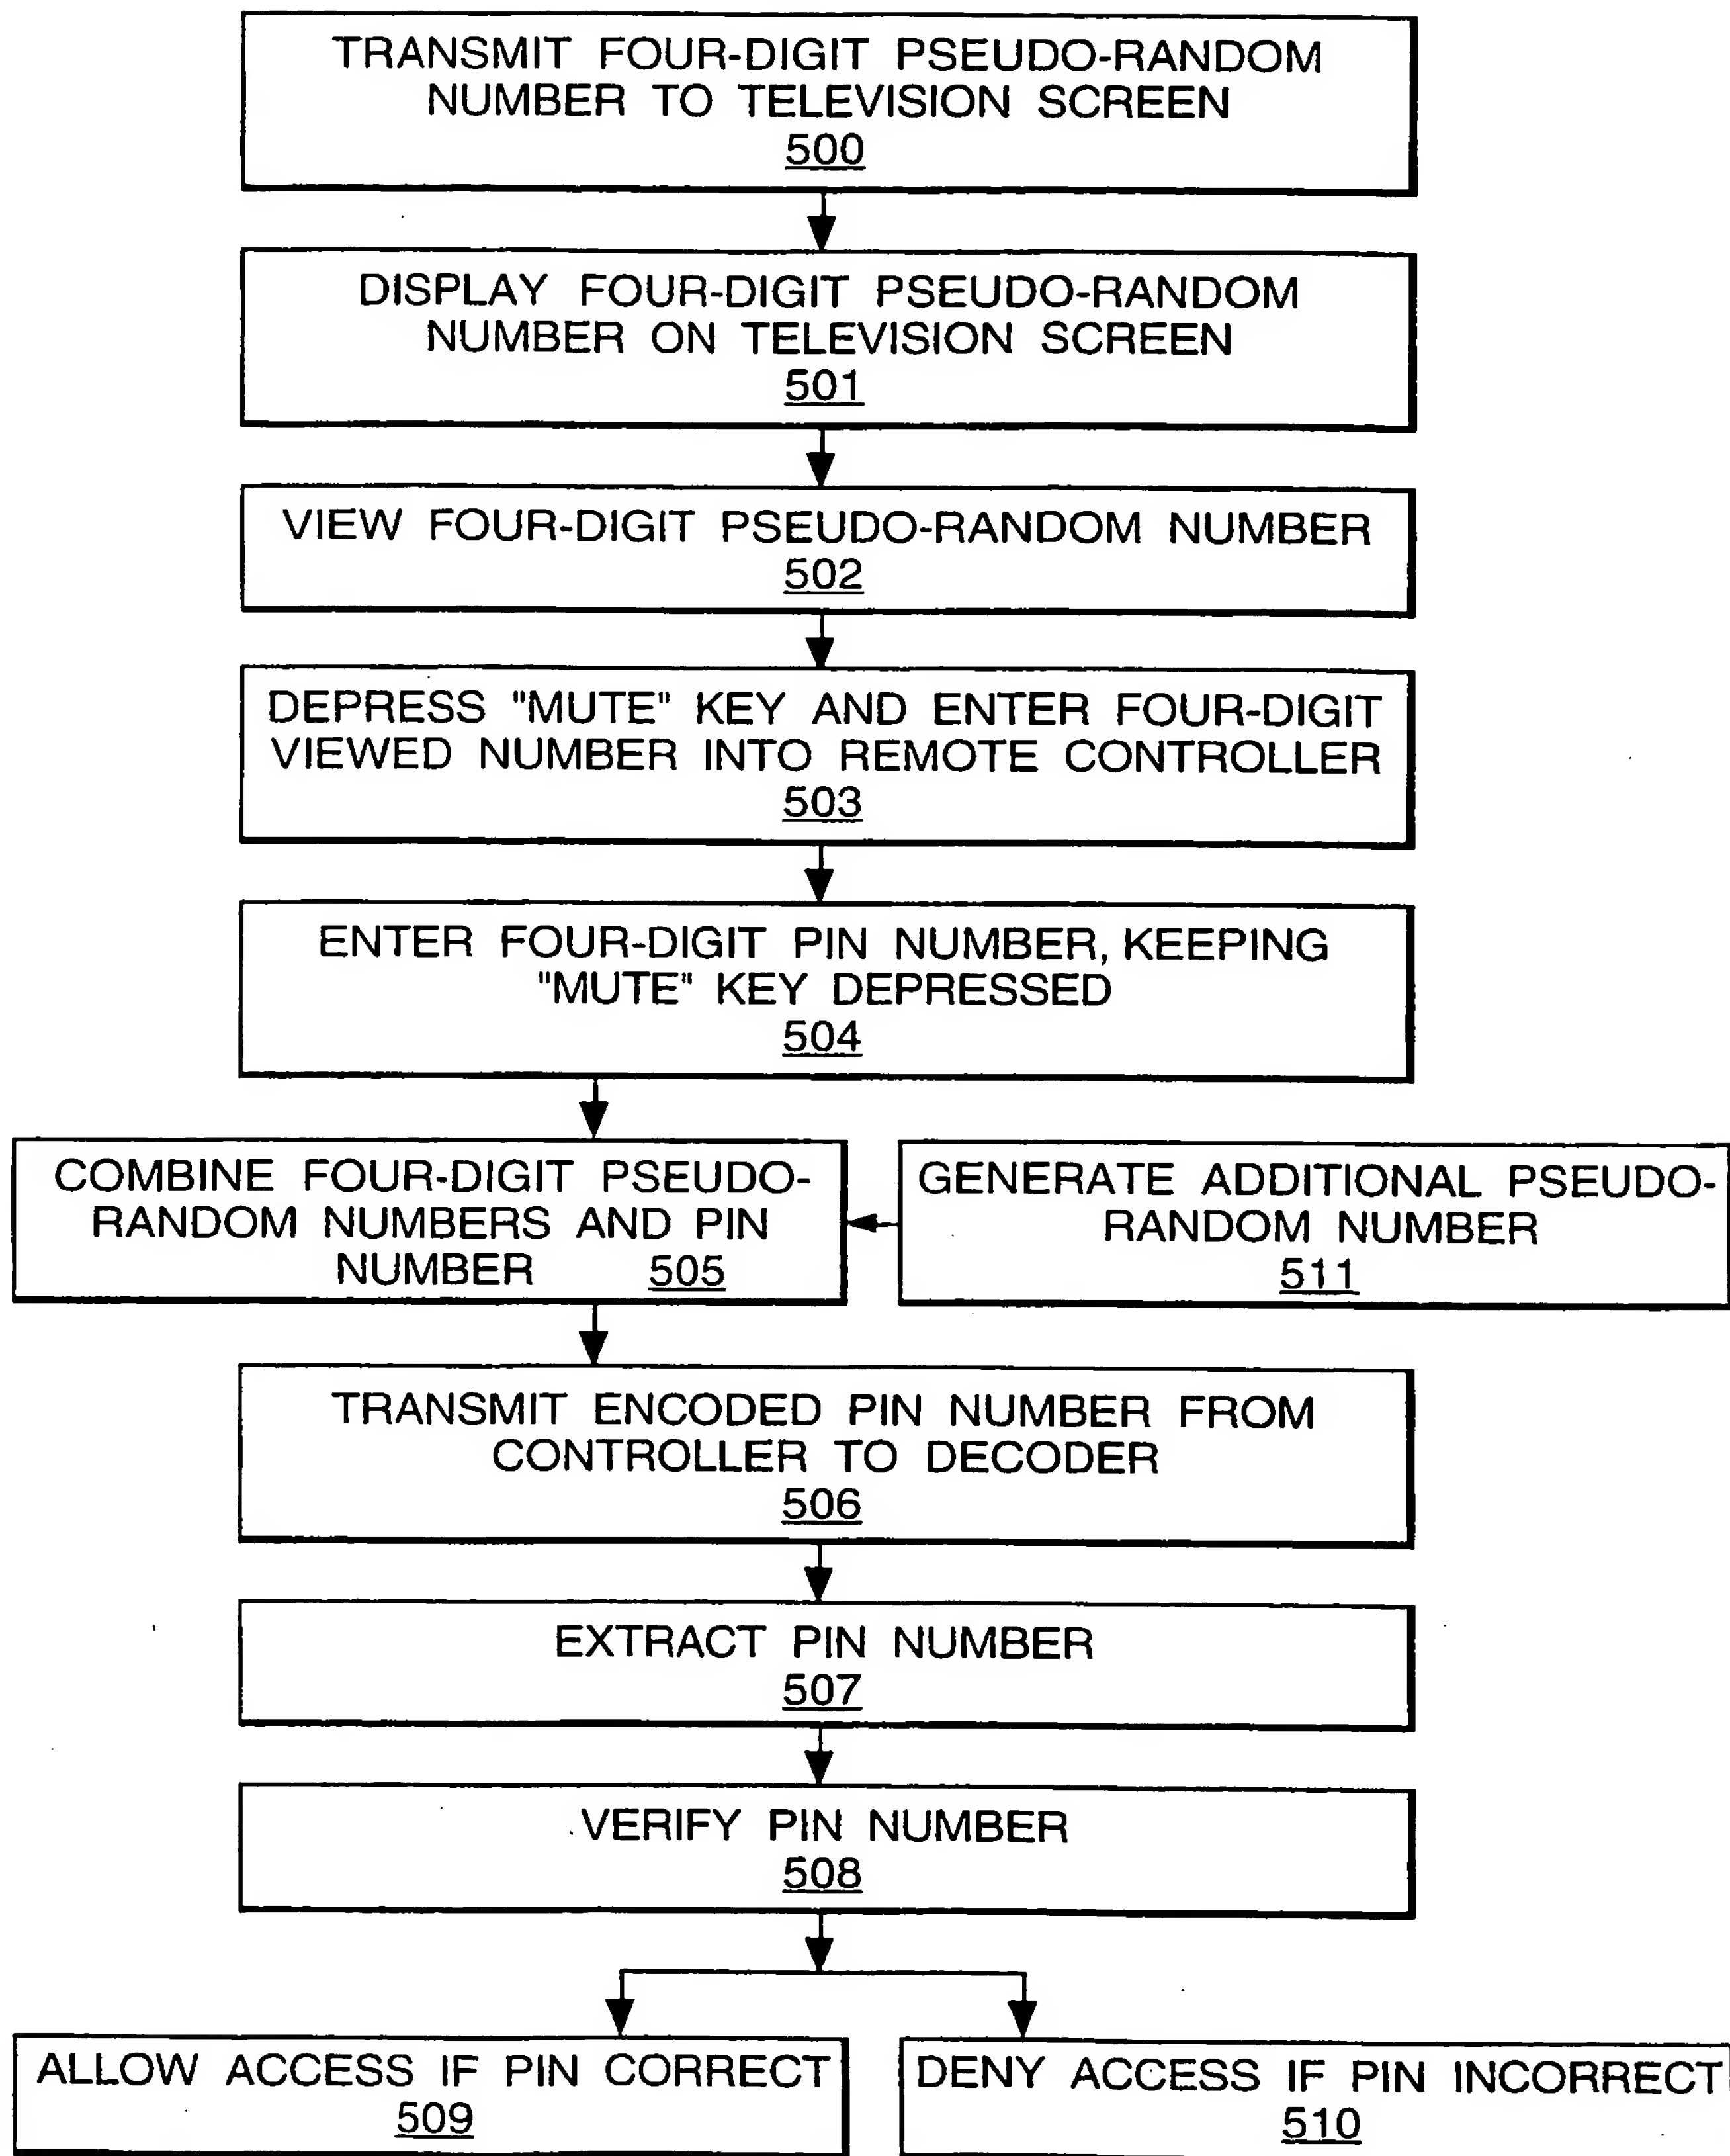 TRANSMIT FOUR-DIGIT PSEUDO-RANDOM
NUMBER TO TELEVISION SCREEN
500
DISPLAY FOUR-DIGIT PSEUDO-RANDOM
NUMBER ON TELEVISION SCREEN
501
VIEW FOUR-DIGIT PSEUDO-RANDOM NUMBER
502
DEPRESS "MUTE" KEY AND ENTER FOUR-DIGIT
VIEWED NUMBER INTO REMOTE CONTROLLER
503
ENTER FOUR-DIGIT PIN NUMBER, KEEPING
"MUTE" KEY DEPRESSED
504
COMBINE FOUR-DIGIT PSEUDO-
RANDOM NUMBERS AND PIN
NUMBER 505
GENERATE ADDITIONAL PSEUDO-
RANDOM NUMBER
511
TRANSMIT ENCODED PIN NUMBER FROM
CONTROLLER TO DECODER
506
EXTRACT PIN NUMBER
507
VERIFY PIN NUMBER
508
ALLOW ACCESS IF PIN CORRECT
509
DENY ACCESS IF PIN INCORRECT
510